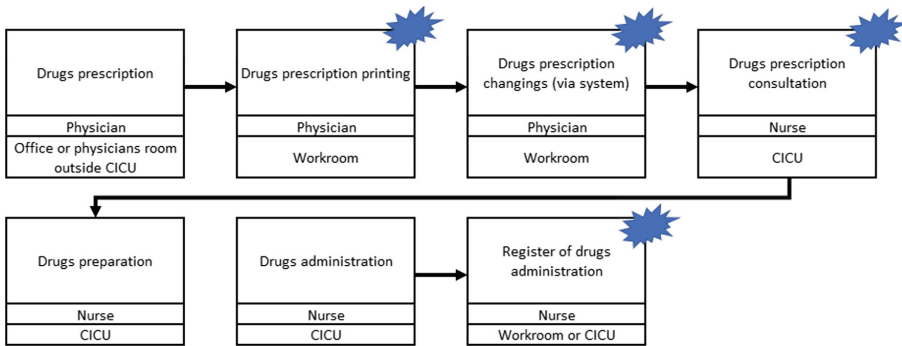 Drugs prescription
Physician
Office or physicians room
outside CICU
Drugs prescription printing
Physician
Workroom
Drugs prescription
changings (via system)
Physician
Workroom
Drugs prescription
consultation
Nurse
CICU
Drugs preparation
Nurse
CICU
Drugs administration
Nurse
CICU
Register of drugs
administration
Nurse
Workroom or CICU